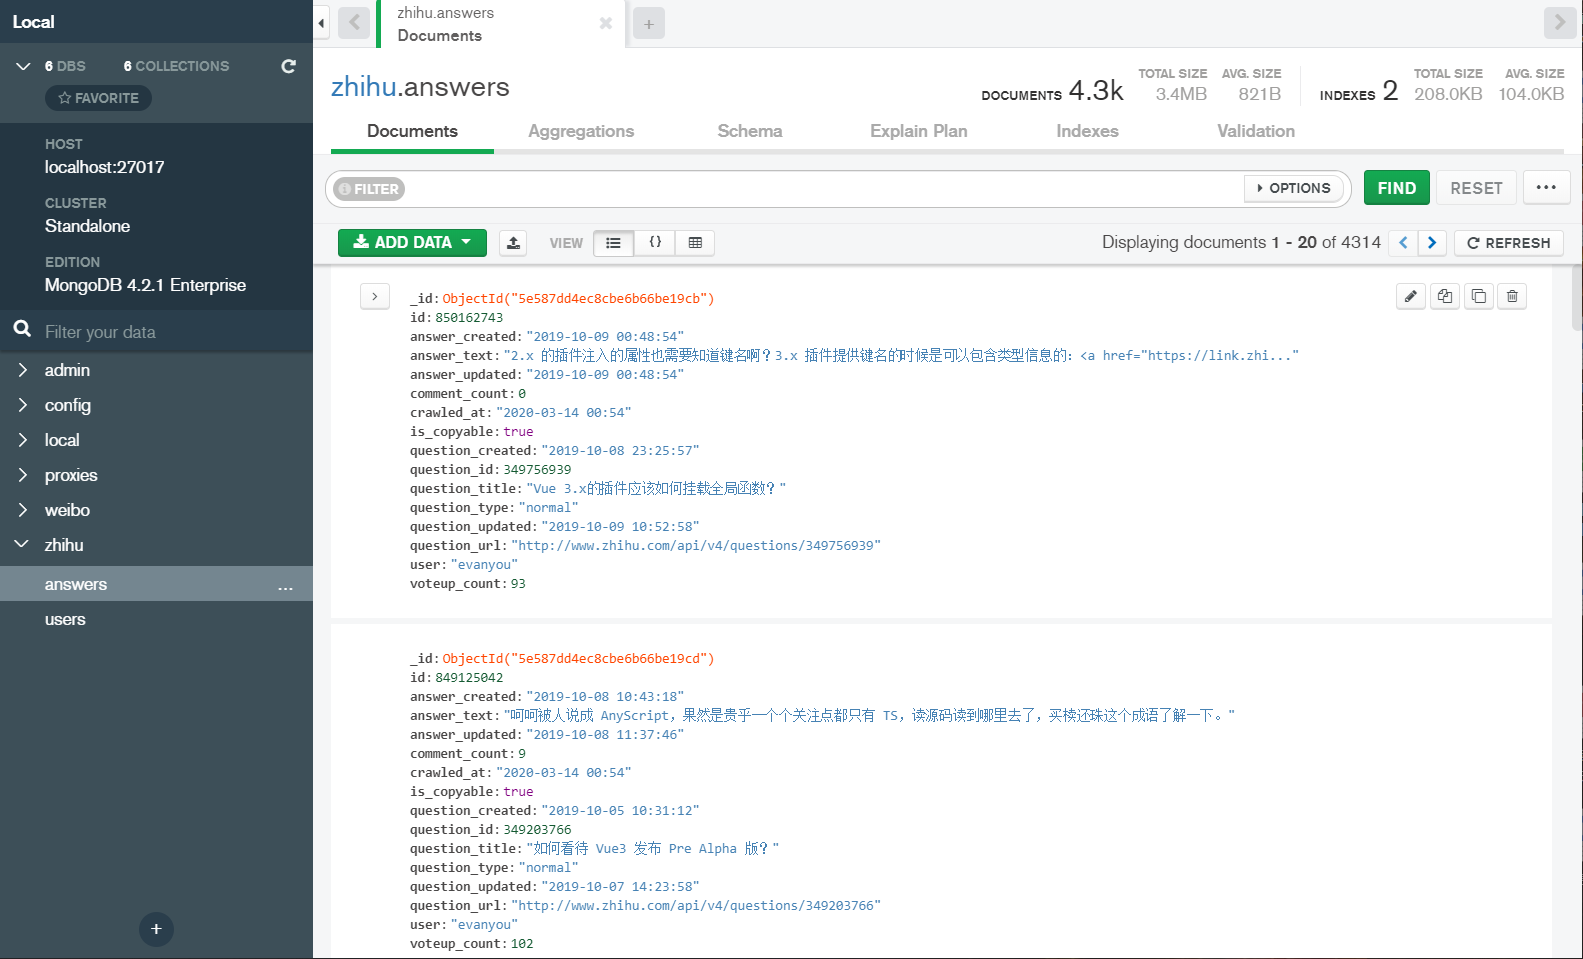 Local
6 DBS 6 COLLECTIONS
FAVORITE
HOST
localhost:27017
CLUSTER
Standalone
EDITION
MongoDB 4.2.1 Enterprise
Filter your data
admin
config
local
proxies
weibo
zhihu
answers ...
users
+
zhihu.answers
Documents
+
zhihu.answers
DOCUMENTS 4.3k TOTAL SIZE 3.4MB AVG. SIZE 821B INDEXES 2 TOTAL SIZE 208.0KB AVG. SIZE 104.0KB
Documents Aggregations Schema Explain Plan Indexes Validation
FILTER OPTIONS FIND RESET ...
ADD DATA VIEW {} Displaying documents 1 - 20 of 4314 REFRESH
_id: ObjectId("5e587dd4ec8cbe6b66be19cb")
id: 850162743
answer_created: "2019-10-09 00:48:54"
answer_text: "2.x 的插件注入的属性也需要知道键名啊？3.x 插件提供键名的时候是可以包含类型信息的：<a href="https://link.zhi..."
answer_updated: "2019-10-09 00:48:54"
comment_count: 0
crawled_at: "2020-03-14 00:54"
is_copyable: true
question_created: "2019-10-08 23:25:57"
question_id: 349756939
question_title: "Vue 3.x的插件应该如何挂载全局函数？"
question_type: "normal"
question_updated: "2019-10-09 10:52:58"
question_url: "http://www.zhihu.com/api/v4/questions/349756939"
user: "evanyou"
voteup_count: 93
_id: ObjectId("5e587dd4ec8cbe6b66be19cd")
id: 849125042
answer_created: "2019-10-08 10:43:18"
answer_text: "呵呵被人说成 AnyScript，果然是贵乎一个个关注点都只有 TS，读源码读到哪里去了，买椟还珠这个成语了解一下。"
answer_updated: "2019-10-08 11:37:46"
comment_count: 9
crawled_at: "2020-03-14 00:54"
is_copyable: true
question_created: "2019-10-05 10:31:12"
question_id: 349203766
question_title: "如何看待 Vue3 发布 Pre Alpha 版？"
question_type: "normal"
question_updated: "2019-10-07 14:23:58"
question_url: "http://www.zhihu.com/api/v4/questions/349203766"
user: "evanyou"
voteup_count: 102